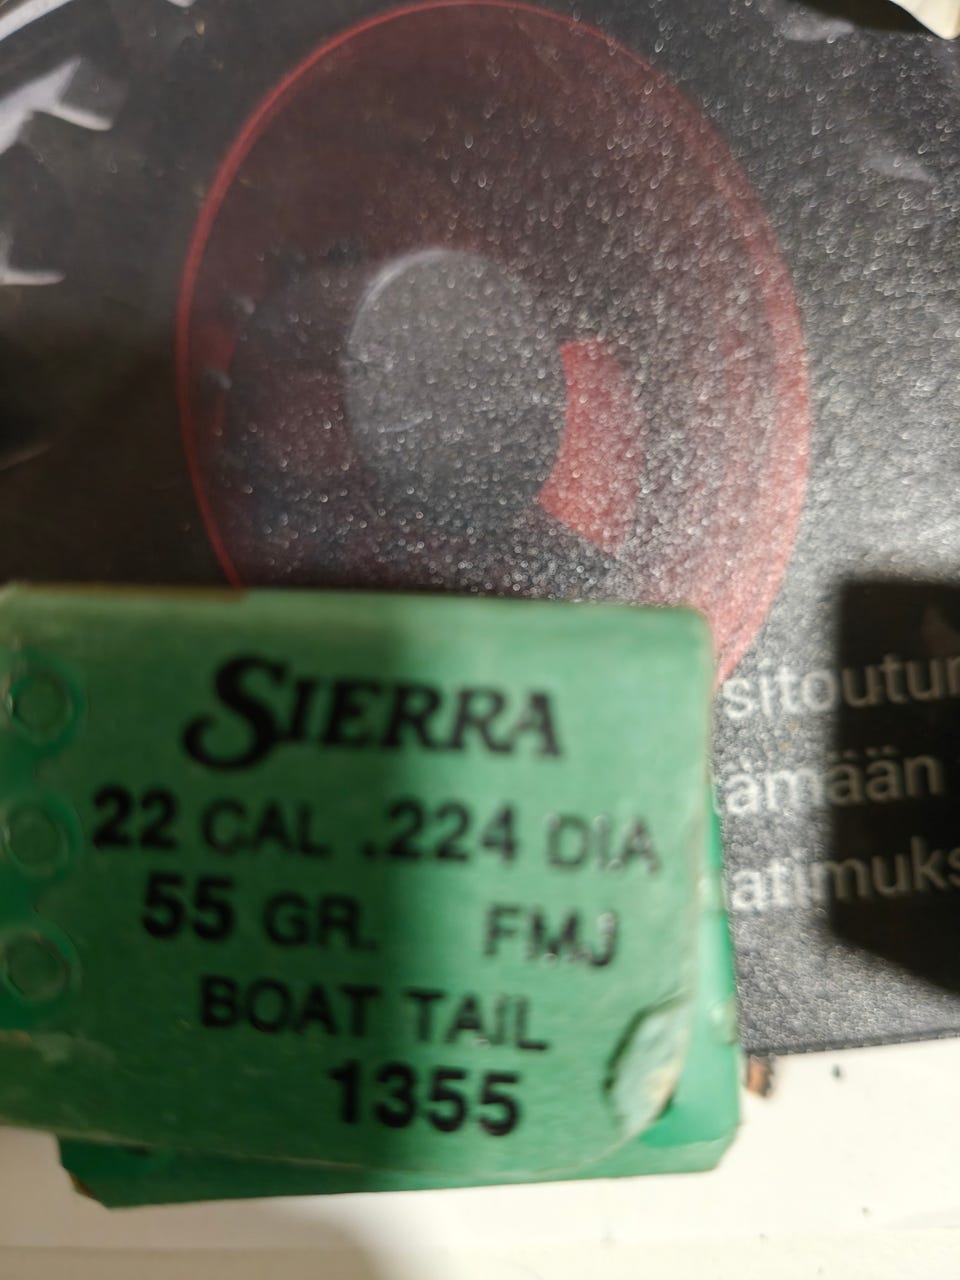 SIERRA
22 CAL .224 DIA
55 GR. FMJ
BOAT TAIL
1355